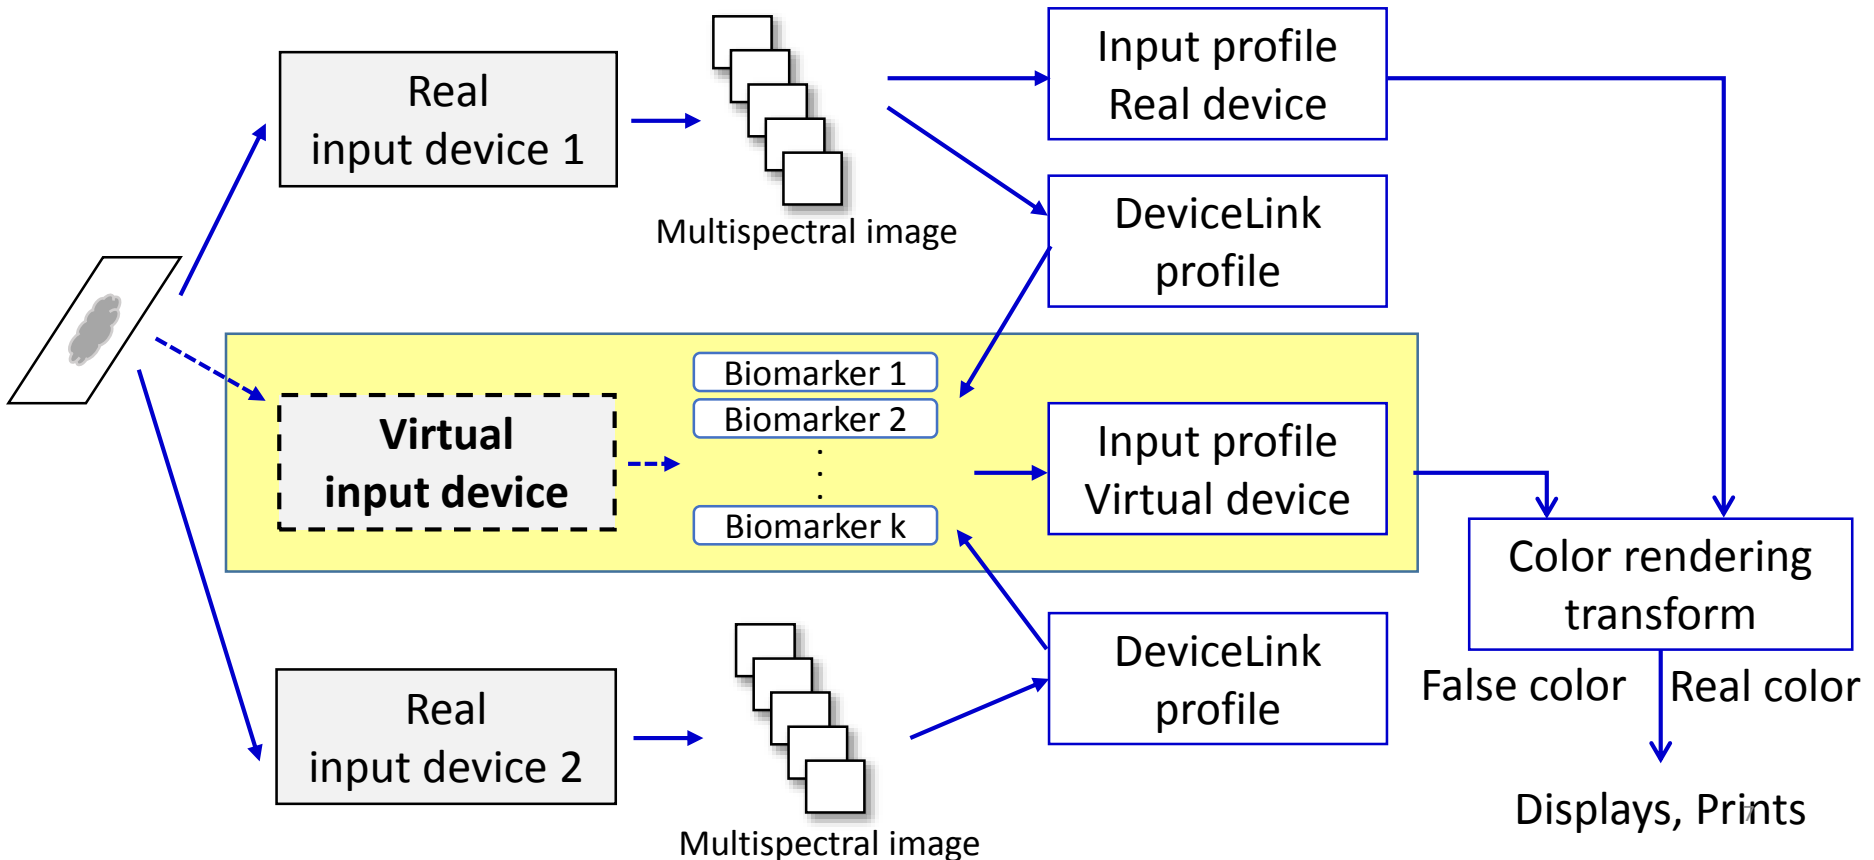 Real
input device 1
Multispectral image
Input profile
Real device
DeviceLink
profile
Virtual
input device
Biomarker 1
Biomarker 2
.
.
.
Biomarker k
Input profile
Virtual device
Color rendering
transform
False color
Real color
Displays, Prints
7
Real
input device 2
Multispectral image
DeviceLink
profile